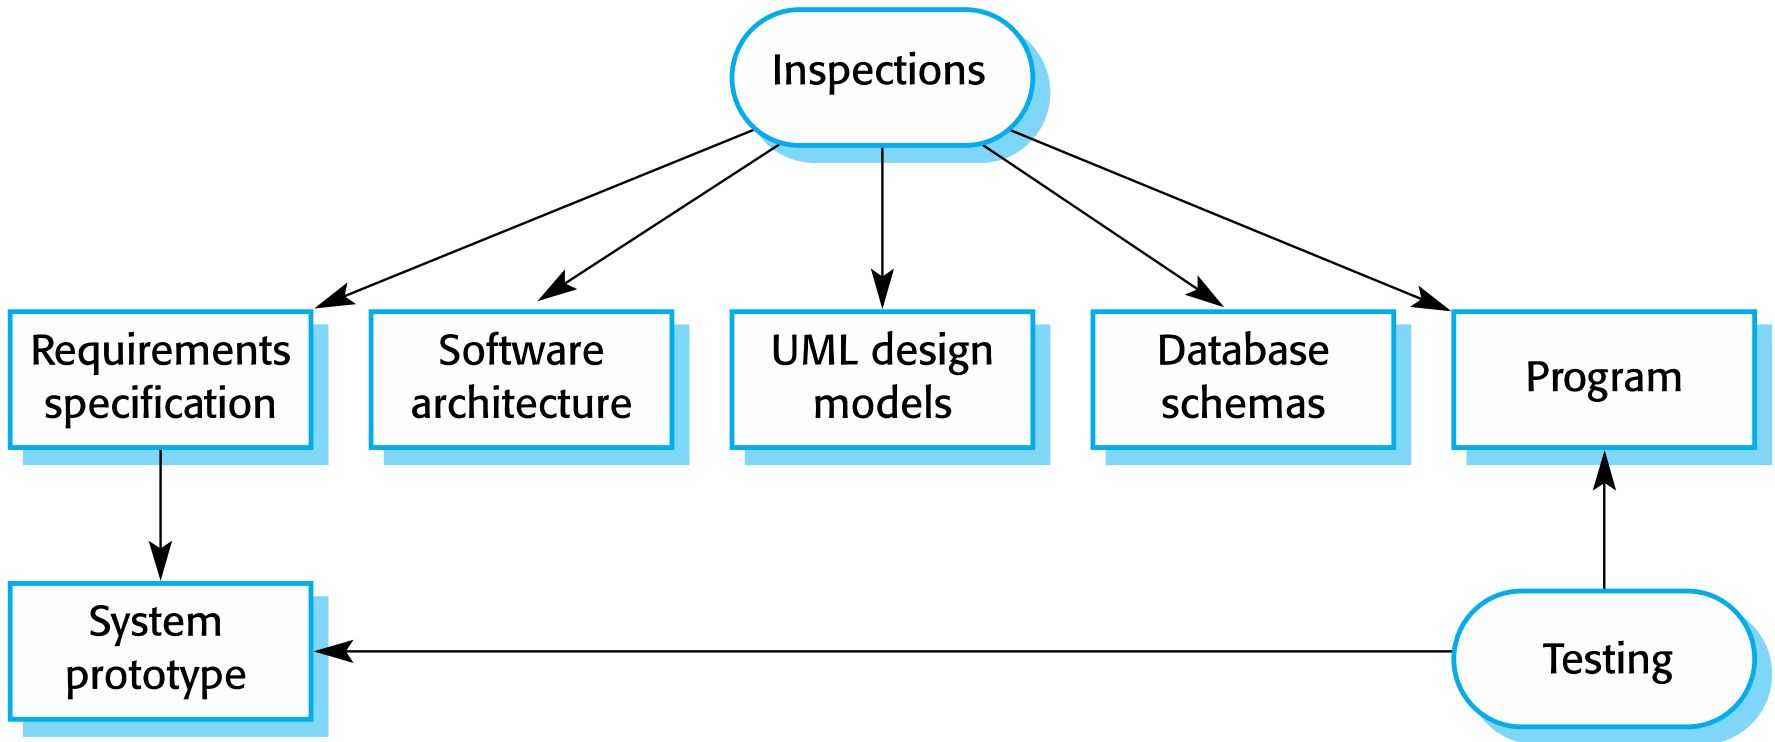 Inspections
Requirements
specification
Software
architecture
UML design
models
Database
schemas
Program
System
prototype
Testing